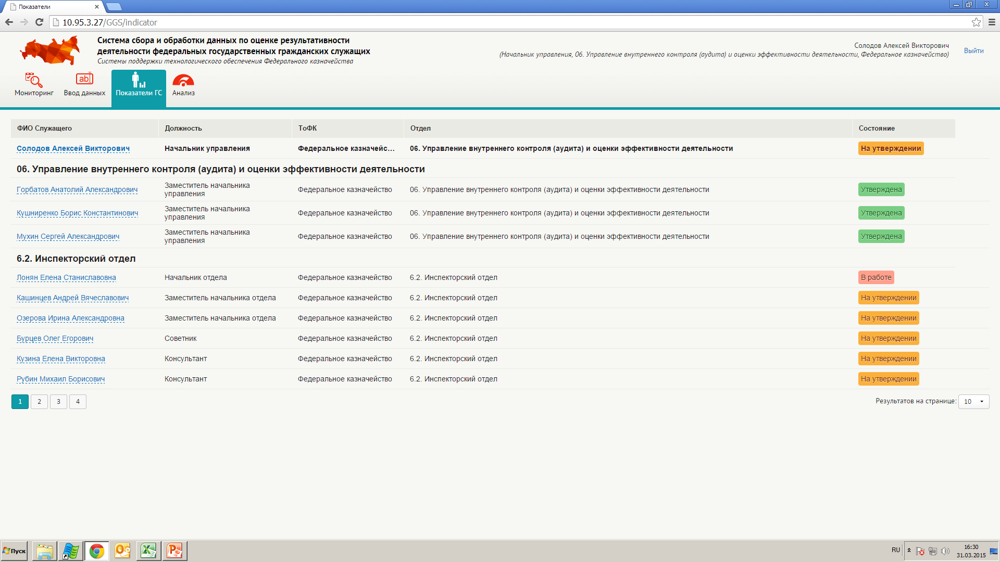 Показатели
10.95.3.27/GGS/indicator
Система сбора и обработки данных по оценке результативности
деятельности федеральных государственных гражданских служащих
Системы поддержки технологического обеспечения Федерального казначейства
Солодов Алексей Викторович
(Начальник управления, 06. Управление внутреннего контроля (аудита) и оценки эффективности деятельности, Федеральное казначейство)
Выйти
ab
Мониторинг Ввод данных Показатели ГС Анализ
ФИО Служащего Должность ТоФК Отдел Состояние
Солодов Алексей Викторович Начальник управления Федеральное казначейс... 06. Управление внутреннего контроля (аудита) и оценки эффективности деятельности На утверждении
06. Управление внутреннего контроля (аудита) и оценки эффективности деятельности
Горбатов Анатолий Александрович Заместитель начальника управления Федеральное казначейство 06. Управление внутреннего контроля (аудита) и оценки эффективности деятельности Утверждена
Кушниренко Борис Константинович Заместитель начальника управления Федеральное казначейство 06. Управление внутреннего контроля (аудита) и оценки эффективности деятельности Утверждена
Мухин Сергей Александрович Заместитель начальника управления Федеральное казначейство 06. Управление внутреннего контроля (аудита) и оценки эффективности деятельности Утверждена
6.2. Инспекторский отдел
Лонян Елена Станиславовна Начальник отдела Федеральное казначейство 6.2. Инспекторский отдел В работе
Кашинцев Андрей Вячеславович Заместитель начальника отдела Федеральное казначейство 6.2. Инспекторский отдел На утверждении
Озерова Ирина Александровна Заместитель начальника отдела Федеральное казначейство 6.2. Инспекторский отдел На утверждении
Бурцев Олег Егорович Советник Федеральное казначейство 6.2. Инспекторский отдел На утверждении
Кузина Елена Викторовна Консультант Федеральное казначейство 6.2. Инспекторский отдел На утверждении
Рубин Михаил Борисович Консультант Федеральное казначейство 6.2. Инспекторский отдел На утверждении
1 2 3 4 Результатов на странице: 10
Пуск RU 16:30
31.03.2015